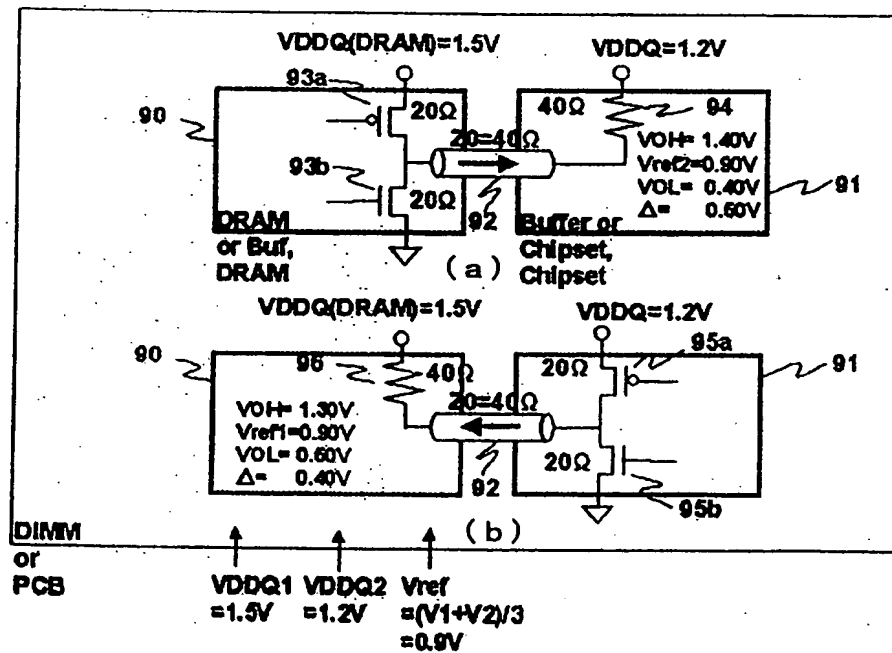 VDDQ(DRAM)=1.5V
VDDQ=1.2V
93a
90
20Ω
40Ω
94
Z0=40Ω
VOH= 1.40V
Vref2=0.90V
VOL= 0.40V
Δ= 0.50V
93b
20Ω
92
91
DRAM
or Buf,
DRAM
Buffer or
Chipset,
Chipset
(a)
VDDQ(DRAM)=1.5V
VDDQ=1.2V
90
96
40Ω
20Ω
95a
91
Z0=40Ω
VOH= 1.30V
Vref1=0.90V
VOL= 0.50V
Δ= 0.40V
92
20Ω
95b
(b)
DIMM
or
PCB
VDDQ1
=1.5V
VDDQ2
=1.2V
Vref
=(V1+V2)/3
=0.9V